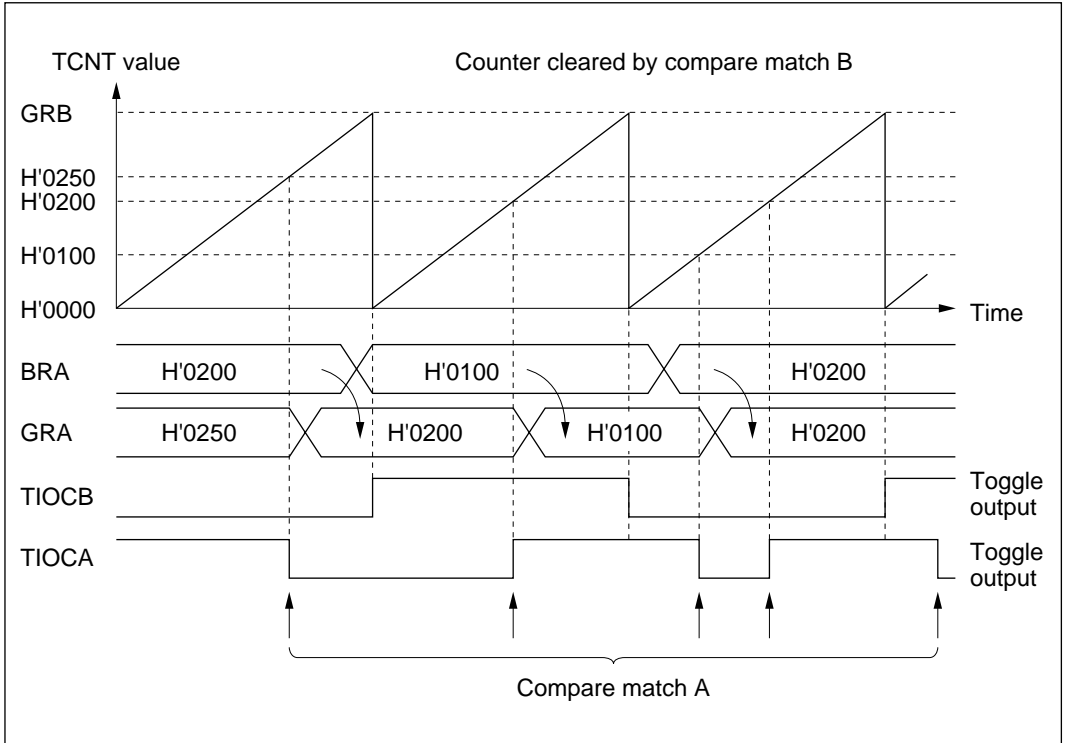 TCNT value
Counter cleared by compare match B
GRB
H'0250
H'0200
H'0100
H'0000
Time
BRA
H'0200
H'0100
H'0200
GRA
H'0250
H'0200
H'0100
H'0200
TIOCB
Toggle
output
TIOCA
Toggle
output
Compare match A